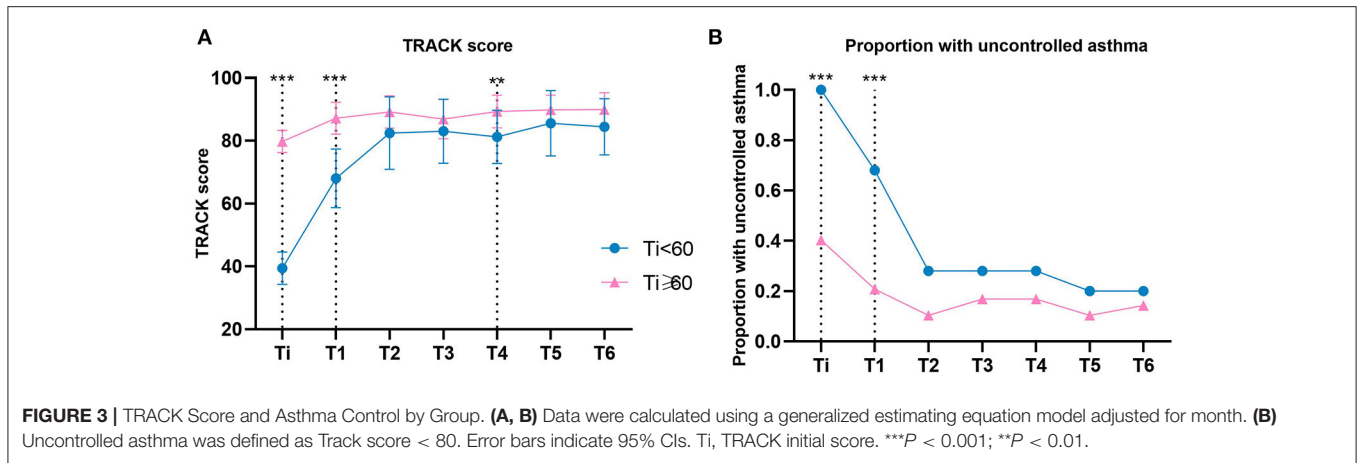 A
TRACK score
***
***
**
100
80
60
40
20
TRACK score
Ti
T1
T2
T3
T4
T5
T6
Ti<60
Ti⩾60
B
Proportion with uncontrolled asthma
***
***
1.0
0.8
0.6
0.4
0.2
0.0
Proportion with uncontrolled asthma
Ti
T1
T2
T3
T4
T5
T6
FIGURE 3 | TRACK Score and Asthma Control by Group. (A, B) Data were calculated using a generalized estimating equation model adjusted for month. (B)
Uncontrolled asthma was defined as Track score < 80. Error bars indicate 95% CIs. Ti, TRACK initial score. ***P < 0.001; **P < 0.01.